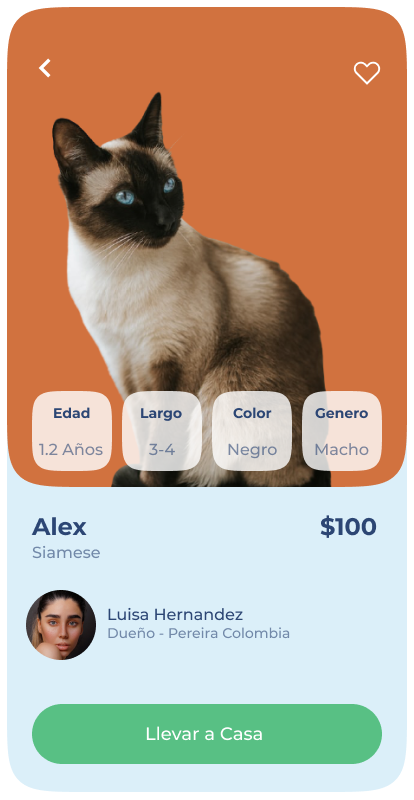 Edad Largo Color Genero
1.2 Años 3-4 Negro Macho
Alex $100
Siamese
Luisa Hernandez
Dueño - Pereira Colombia
Llevar a Casa